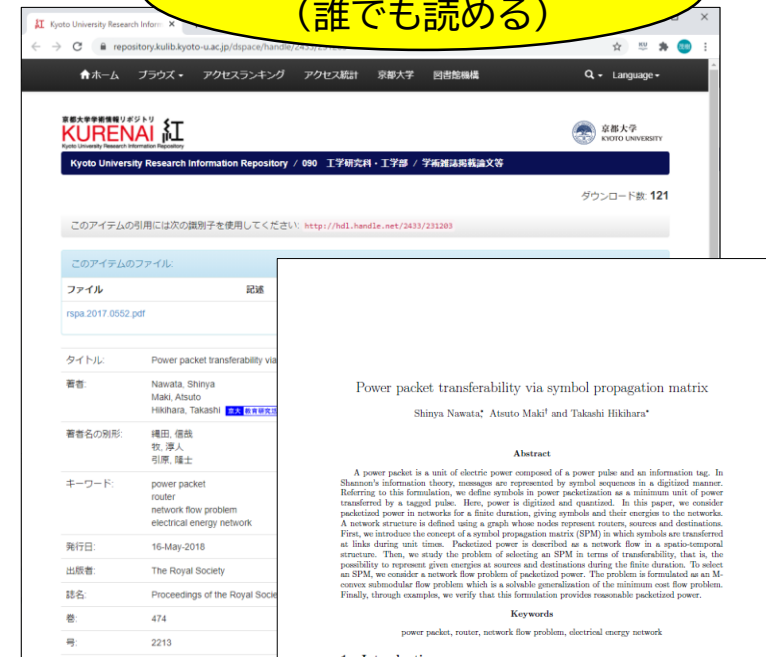 (誰でも読める)
Kyoto University Research Inform
repository.kulib.kyoto-u.ac.jp/dspace/handle/2433/231203
ホーム ブラウズ アクセスランキング アクセス統計 京都大学 図書館機構 Language
京都大学学術情報リポジトリ
KURENAI 紅
Kyoto University Research Information Repository
京都大学
KYOTO UNIVERSITY
Kyoto University Research Information Repository / 090 工学研究科・工学部 / 学術雑誌掲載論文等
ダウンロード数: 121
このアイテムの引用には次の識別子を使用してください: http://hdl.handle.net/2433/231203
このアイテムのファイル:
ファイル 記述
rspa.2017.0552.pdf
タイトル: Power packet transferability via
著者: Nawata, Shinya
Maki, Atsuto
Hikihara, Takashi 京大 教育研究活
著者名の別形: 縄田, 信哉
牧, 淳人
引原, 隆士
キーワード: power packet
router
network flow problem
electrical energy network
発行日: 16-May-2018
出版者: The Royal Society
誌名: Proceedings of the Royal Socie
巻: 474
号: 2213
Power packet transferability via symbol propagation matrix
Shinya Nawata*, Atsuto Maki† and Takashi Hikihara*
Abstract
A power packet is a unit of electric power composed of a power pulse and an information tag. In
Shannon's information theory, messages are represented by symbol sequences in a digitized manner.
Referring to this formulation, we define symbols in power packetization as a minimum unit of power
transferred by a tagged pulse. Here, power is digitized and quantized. In this paper, we consider
packetized power in networks for a finite duration, giving symbols and their energies to the networks.
A network structure is defined using a graph whose nodes represent routers, sources and destinations.
First, we introduce the concept of a symbol propagation matrix (SPM) in which symbols are transferred
at links during unit times. Packetized power is described as a network flow in a spatio-temporal
structure. Then, we study the problem of selecting an SPM in terms of transferability, that is, the
possibility to represent given energies at sources and destinations during the finite duration. To select
an SPM, we consider a network flow problem of packetized power. The problem is formulated as an M-
convex submodular flow problem which is a solvable generalization of the minimum cost flow problem.
Finally, through examples, we verify that this formulation provides reasonable packetized power.
Keywords
power packet, router, network flow problem, electrical energy network